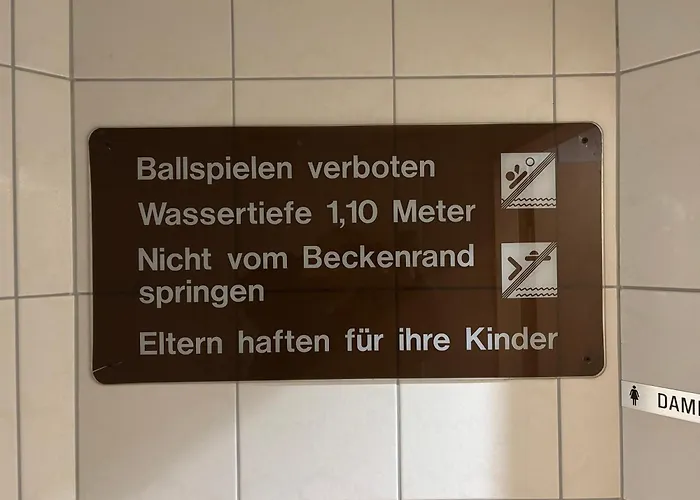 Ballspielen verboten
Wassertiefe 1,10 Meter
Nicht vom Beckenrand
springen
Eltern haften für ihre Kinder
DAM